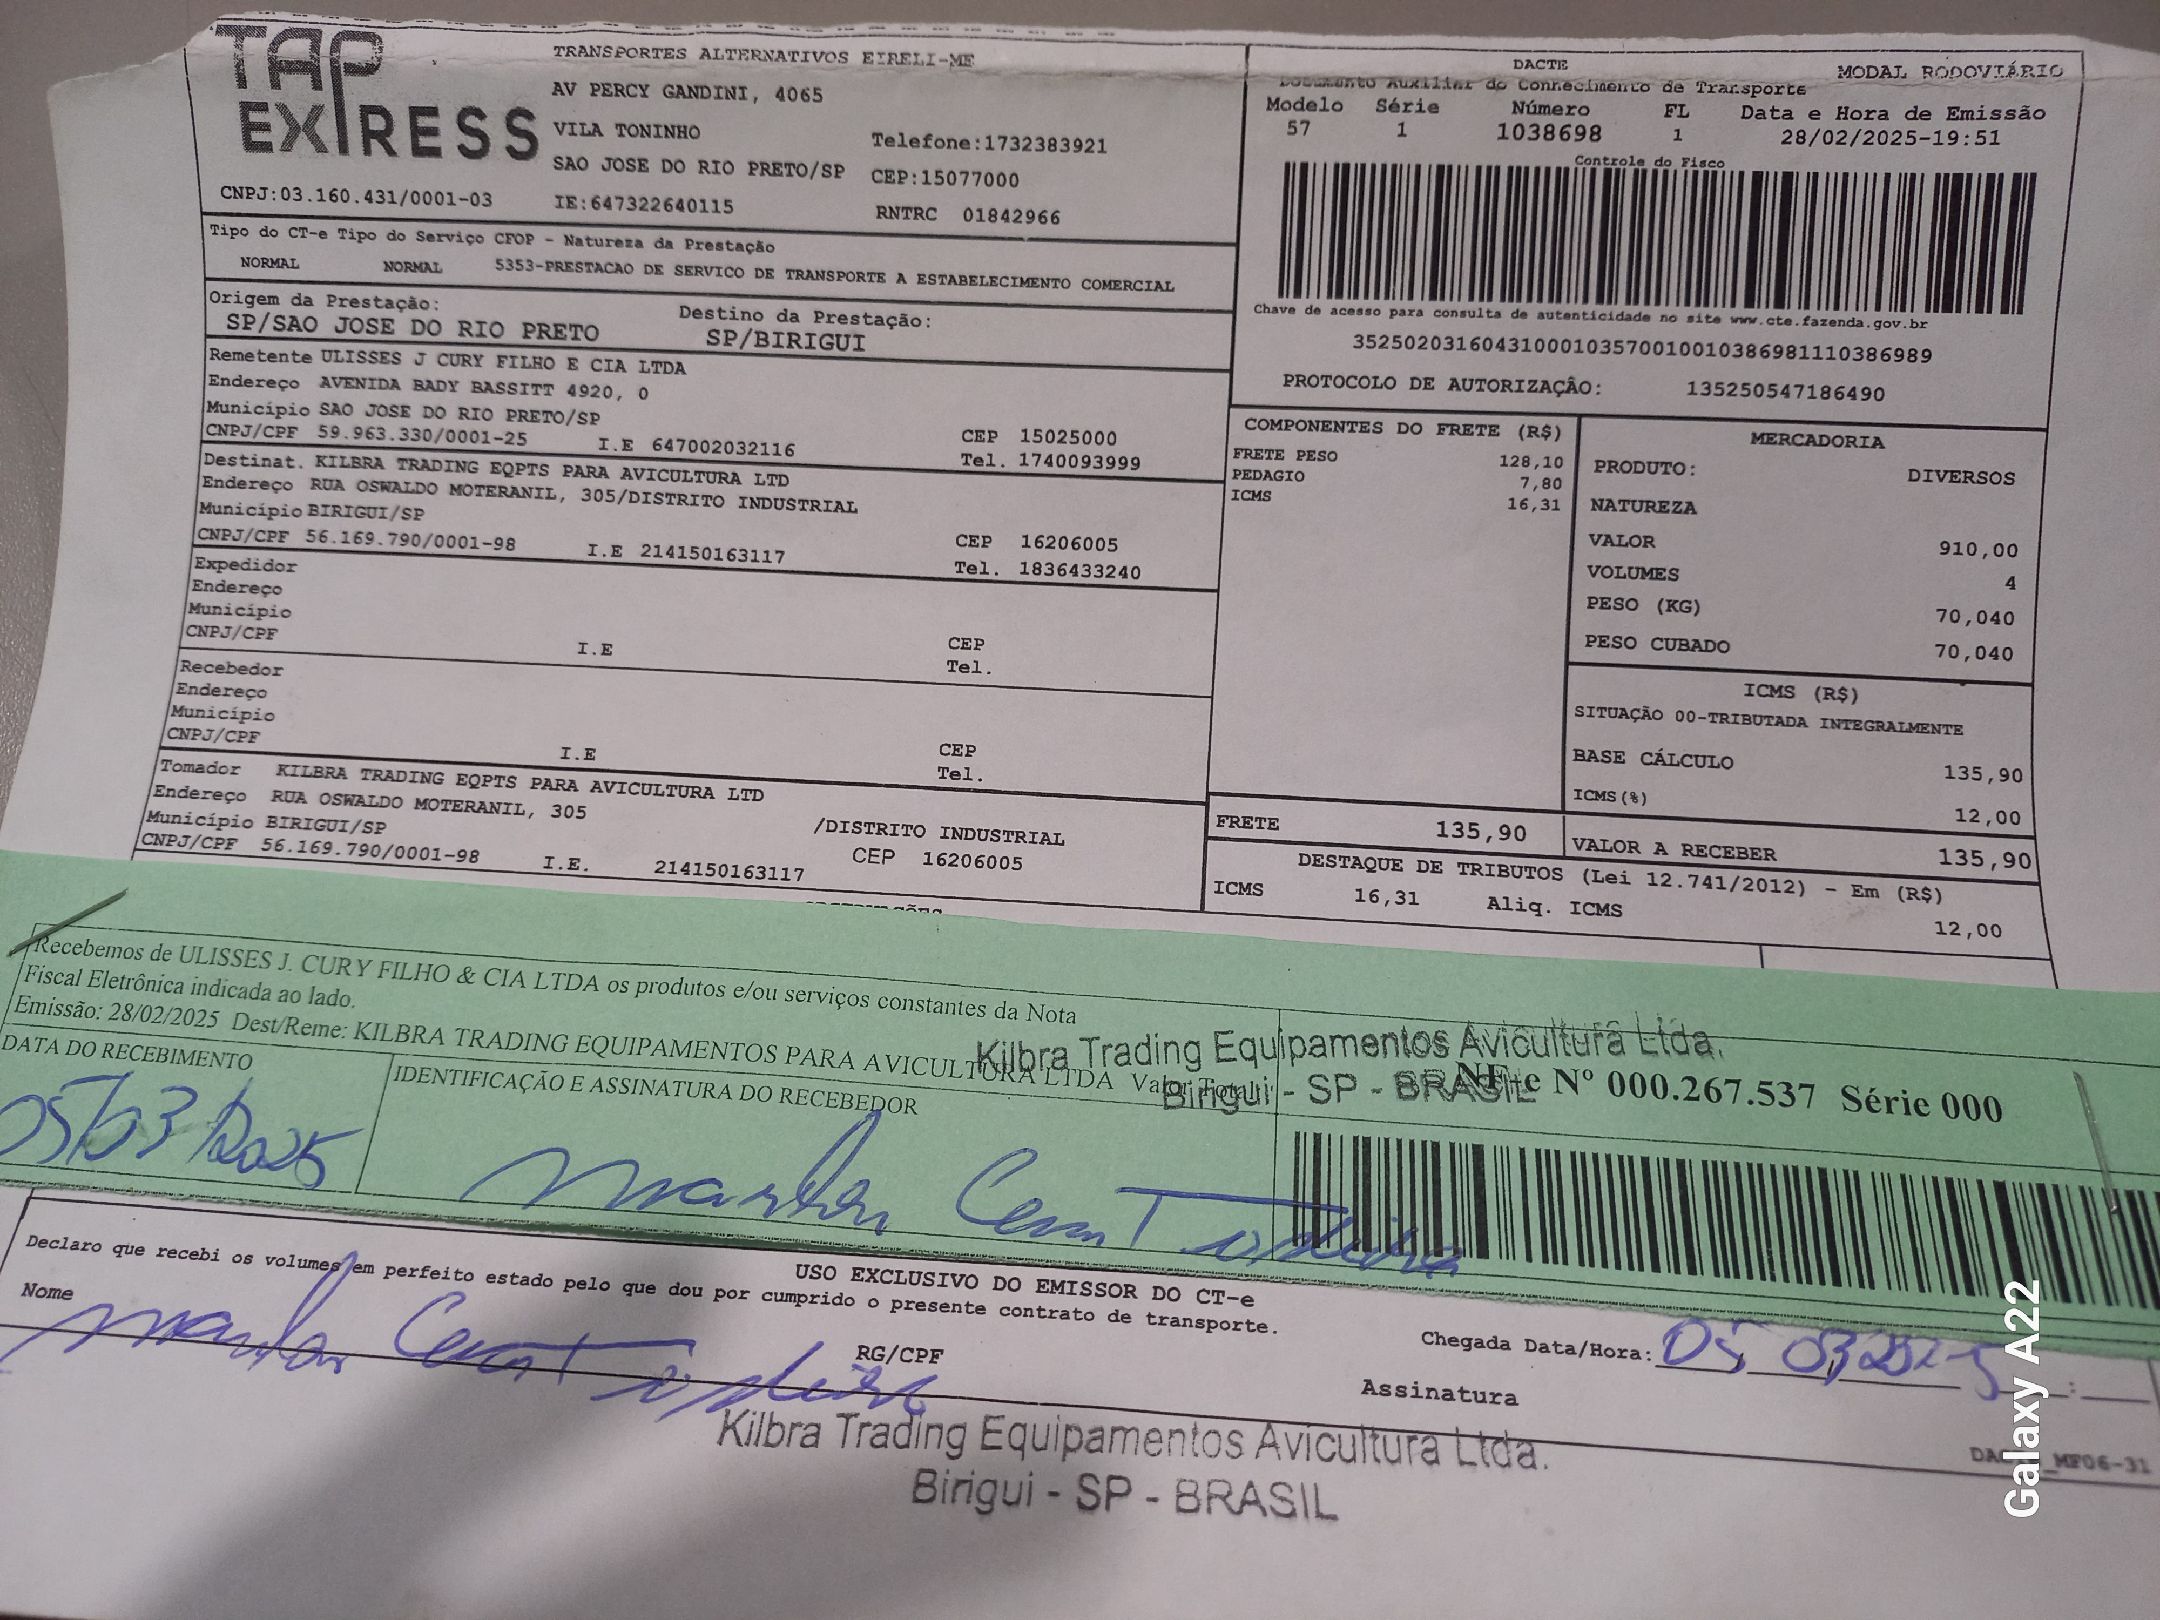 TAP EXPRESS
TRANSPORTES ALTERNATIVOS EIRELI-ME
AV PERCY GANDINI, 4065
VILA TONINHO
Telefone:1732383921
SAO JOSE DO RIO PRETO/SP CEP:15077000
CNPJ:03.160.431/0001-03 IE:647322640115 RNTRC 01842966
DACTE MODAL RODOVIÁRIO
Documento Auxiliar do Conhecimento de Transporte
Modelo Série Número FL Data e Hora de Emissão
57 1 1038698 1 28/02/2025-19:51
Controle do Fisco
Chave de acesso para consulta de autenticidade no site www.cte.fazenda.gov.br
35250203160431000103570010010386981110386989
PROTOCOLO DE AUTORIZAÇÃO: 135250547186490
Tipo do CT-e Tipo do Serviço CFOP - Natureza da Prestação
NORMAL NORMAL 5353-PRESTACAO DE SERVICO DE TRANSPORTE A ESTABELECIMENTO COMERCIAL
Origem da Prestação: Destino da Prestação:
SP/SAO JOSE DO RIO PRETO SP/BIRIGUI
Remetente ULISSES J CURY FILHO E CIA LTDA
Endereço AVENIDA BADY BASSITT 4920, 0
Município SAO JOSE DO RIO PRETO/SP CEP 15025000
CNPJ/CPF 59.963.330/0001-25 I.E 647002032116 Tel. 1740093999
Destinat. KILBRA TRADING EQPTS PARA AVICULTURA LTD
Endereço RUA OSWALDO MOTERANIL, 305/DISTRITO INDUSTRIAL
Município BIRIGUI/SP CEP 16206005
CNPJ/CPF 56.169.790/0001-98 I.E 214150163117 Tel. 1836433240
Expedidor
Endereço
Município CEP
CNPJ/CPF I.E Tel.
Recebedor
Endereço
Município CEP
CNPJ/CPF I.E Tel.
Tomador KILBRA TRADING EQPTS PARA AVICULTURA LTD
Endereço RUA OSWALDO MOTERANIL, 305 /DISTRITO INDUSTRIAL
Município BIRIGUI/SP CEP 16206005
CNPJ/CPF 56.169.790/0001-98 I.E. 214150163117
COMPONENTES DO FRETE (R$)
FRETE PESO 128,10
PEDAGIO 7,80
ICMS 16,31
MERCADORIA
PRODUTO: DIVERSOS
NATUREZA
VALOR 910,00
VOLUMES 4
PESO (KG) 70,040
PESO CUBADO 70,040
ICMS (R$)
SITUAÇÃO 00-TRIBUTADA INTEGRALMENTE
BASE CÁLCULO 135,90
ICMS(%) 12,00
FRETE 135,90 VALOR A RECEBER 135,90
DESTAQUE DE TRIBUTOS (Lei 12.741/2012) - Em (R$)
ICMS 16,31 Aliq. ICMS 12,00
Recebemos de ULISSES J. CURY FILHO & CIA LTDA os produtos e/ou serviços constantes da Nota
Fiscal Eletrônica indicada ao lado.
Emissão: 28/02/2025 Dest/Reme: KILBRA TRADING EQUIPAMENTOS PARA AVICULTURA LTDA Valor Total:
Kilbra Trading Equipamentos Avicultura Ltda.
Birigui - SP - BRASIL
NF-e Nº 000.267.537 Série 000
DATA DO RECEBIMENTO IDENTIFICAÇÃO E ASSINATURA DO RECEBEDOR
05/03/2025
USO EXCLUSIVO DO EMISSOR DO CT-e
Declaro que recebi os volumes em perfeito estado pelo que dou por cumprido o presente contrato de transporte.
Nome RG/CPF Chegada Data/Hora: 05 03 2025 :
Assinatura
Kilbra Trading Equipamentos Avicultura Ltda.
Birigui - SP - BRASIL
MF06-31
Galaxy A22